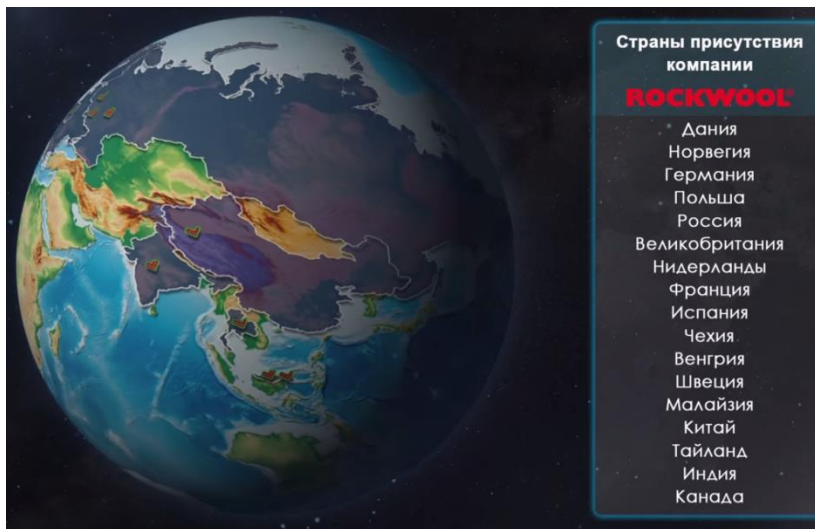 Страны присутствия
компании
ROCKWOOL®
Дания
Норвегия
Германия
Польша
Россия
Великобритания
Нидерланды
Франция
Испания
Чехия
Венгрия
Швеция
Малайзия
Китай
Тайланд
Индия
Канада